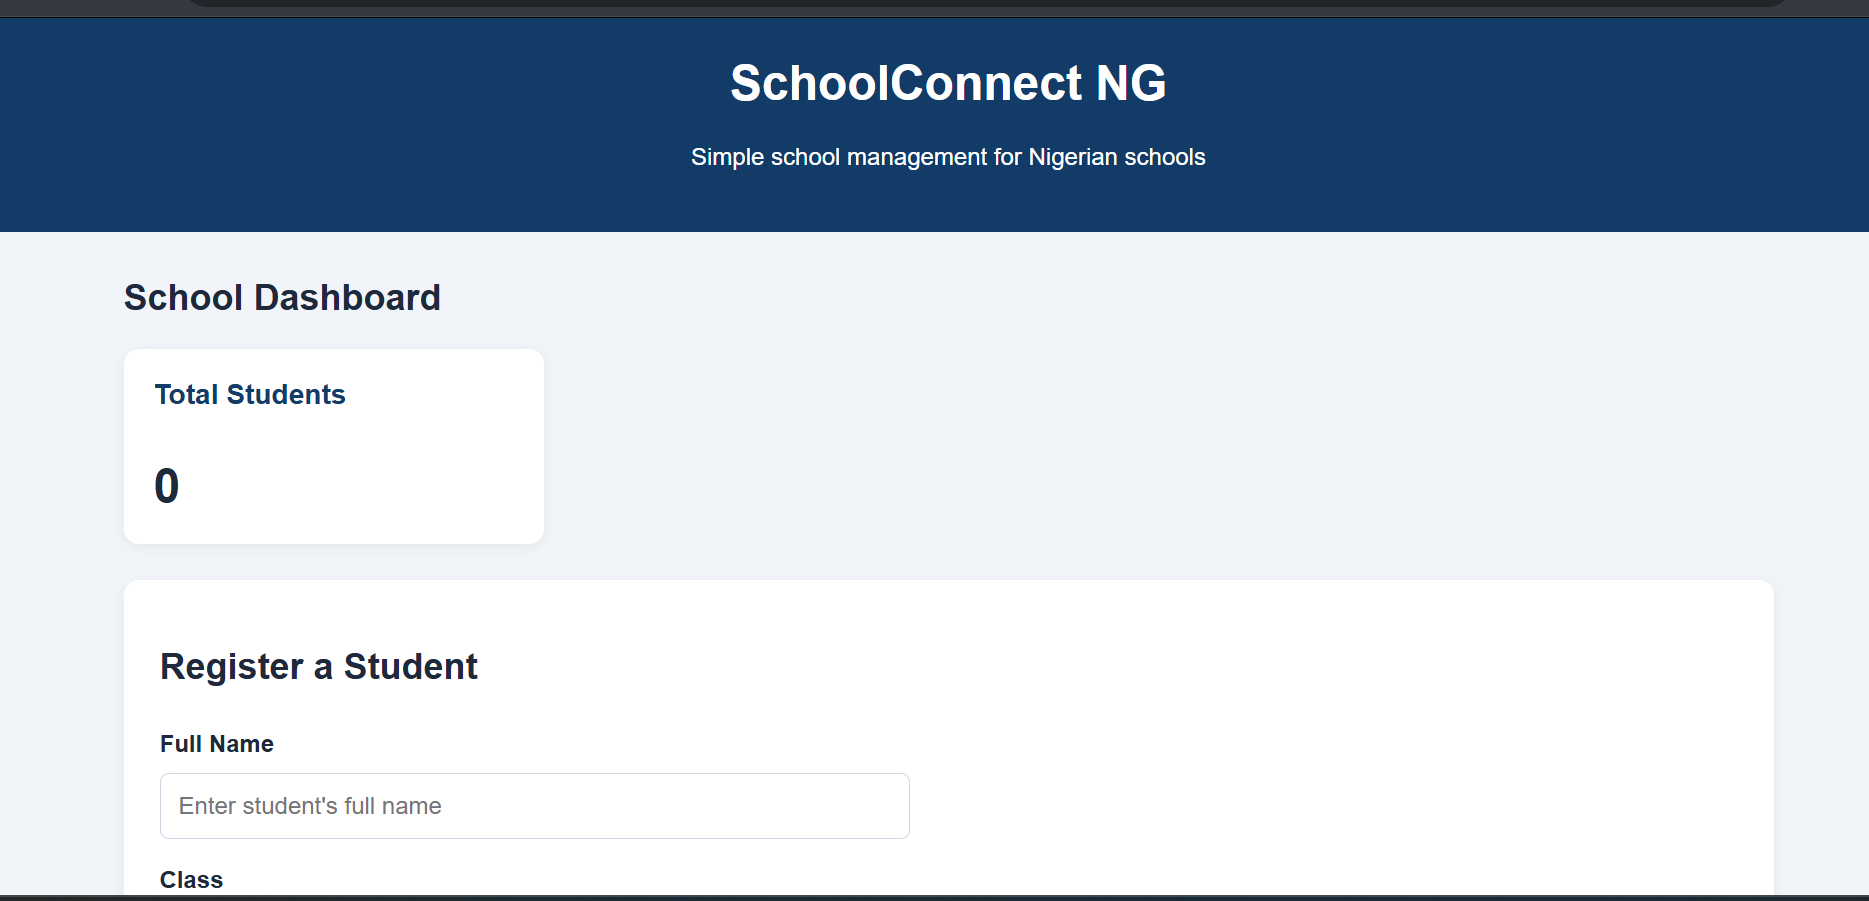 SchoolConnect NG
Simple school management for Nigerian schools
School Dashboard
Total Students
0
Register a Student
Full Name
Enter student's full name
Class